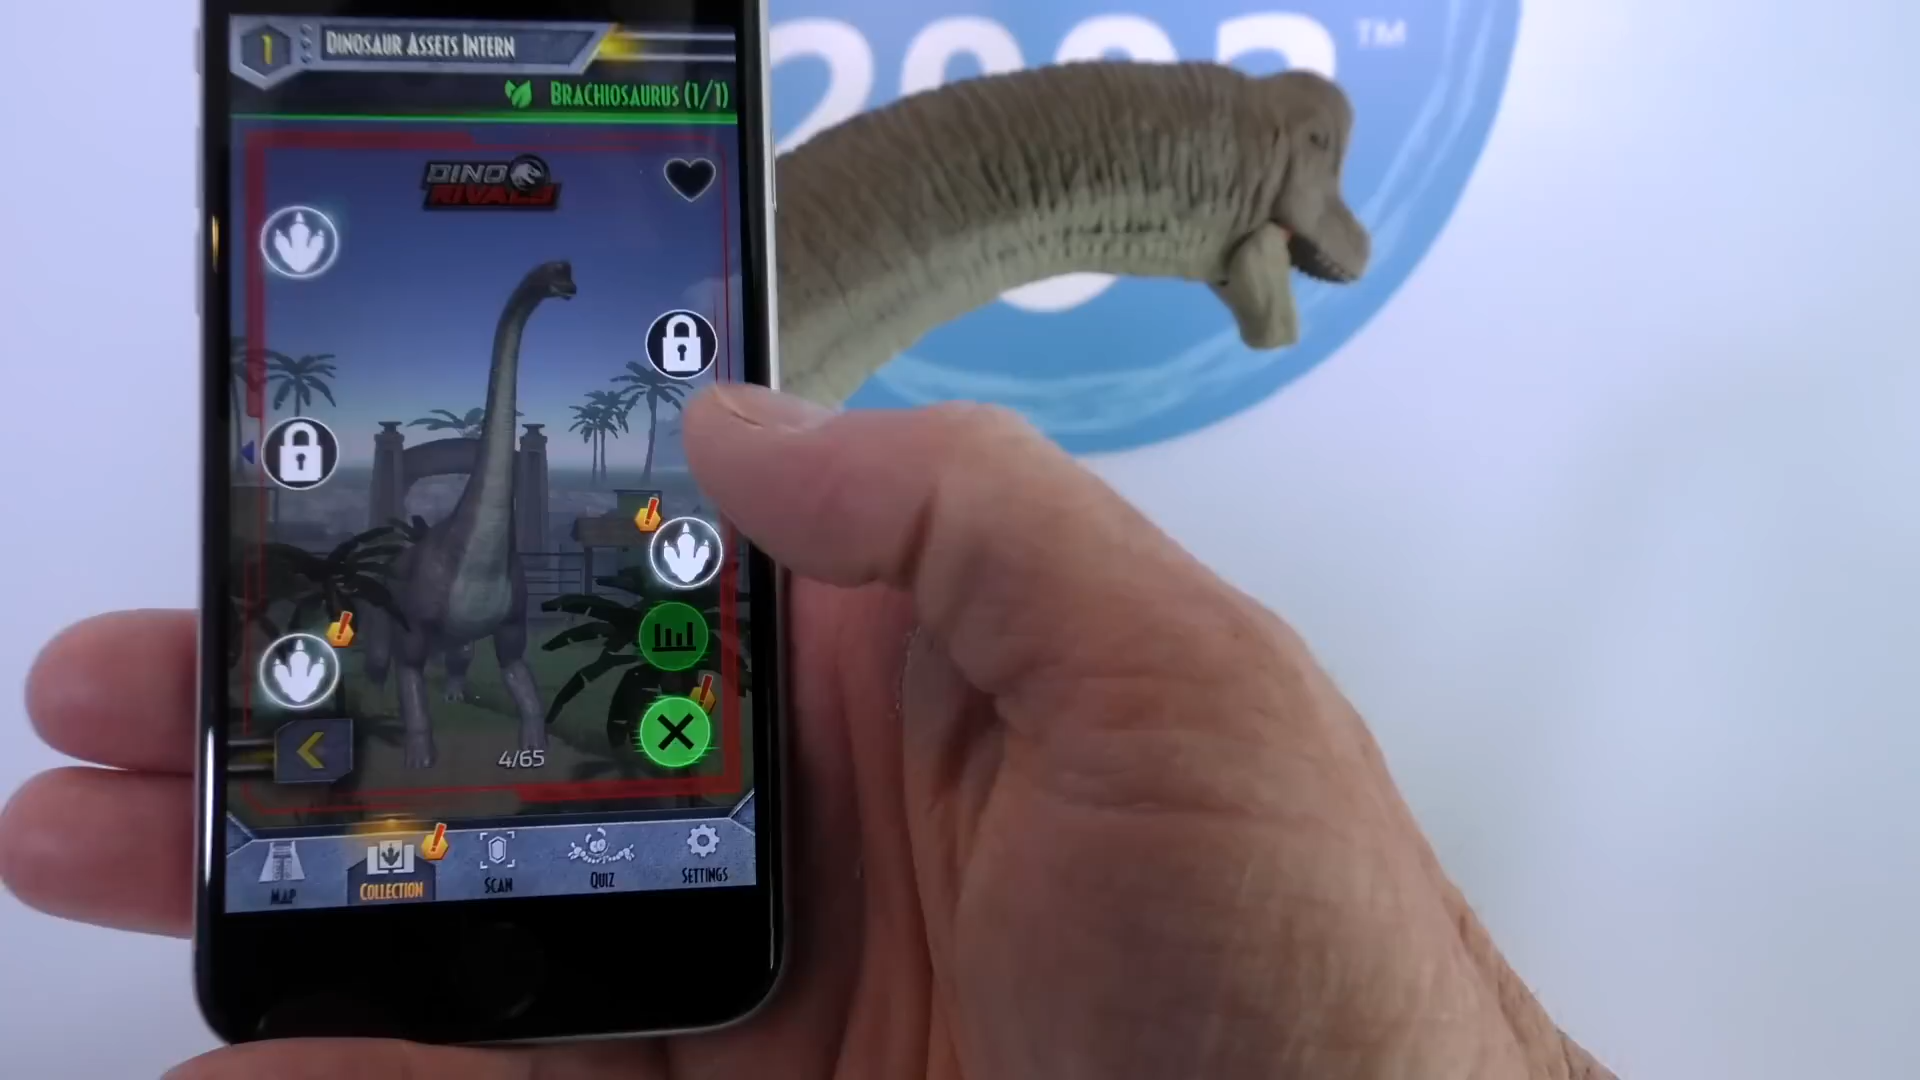 1
DINOSAUR ASSETS INTERN
BRACHIOSAURUS (1/1)
DINO
RIVALS
4/65
MAP
COLLECTION
SCAN
QUIZ
SETTINGS
TM